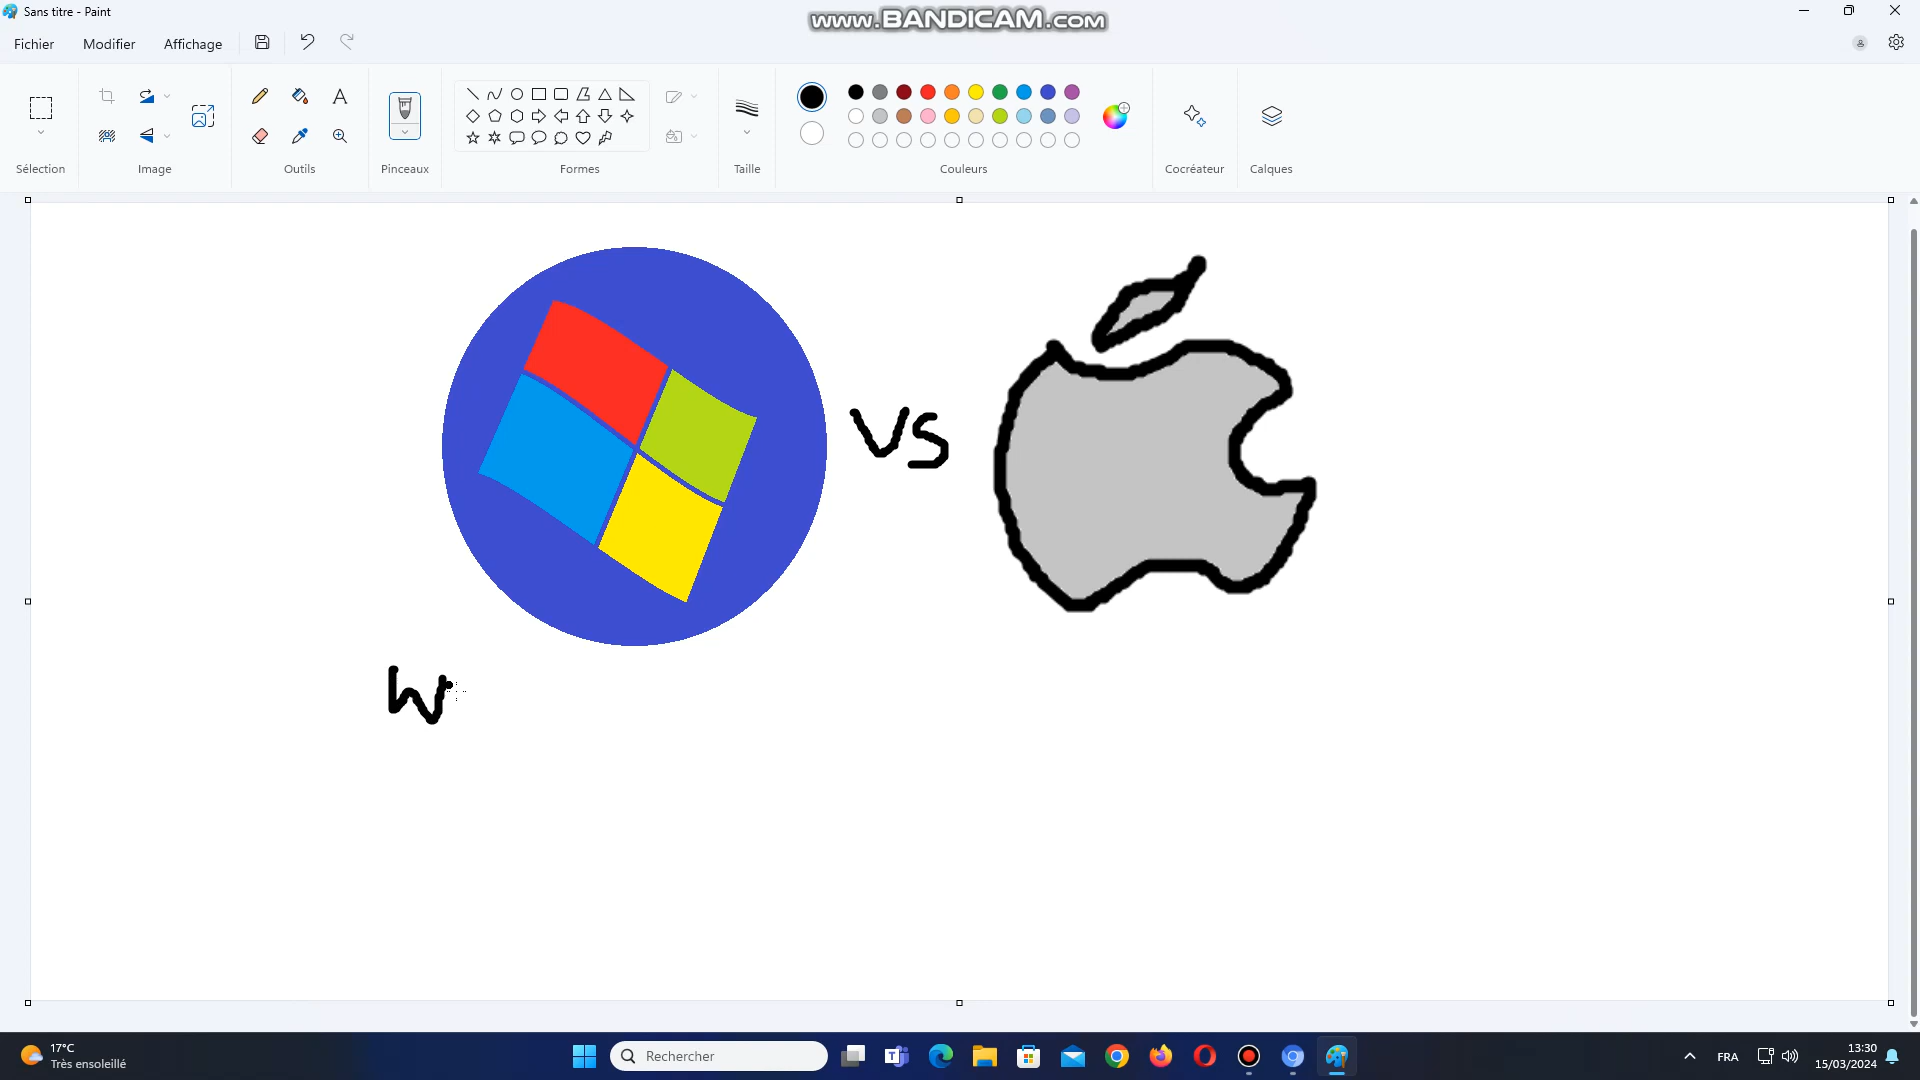 Sans titre - Paint
www.BANDICAM.com
Fichier Modifier Affichage
Sélection Image Outils Pinceaux Formes Taille Couleurs Cocréateur Calques
vs
W
17°C
Très ensoleillé
Rechercher
FRA
13:30
15/03/2024